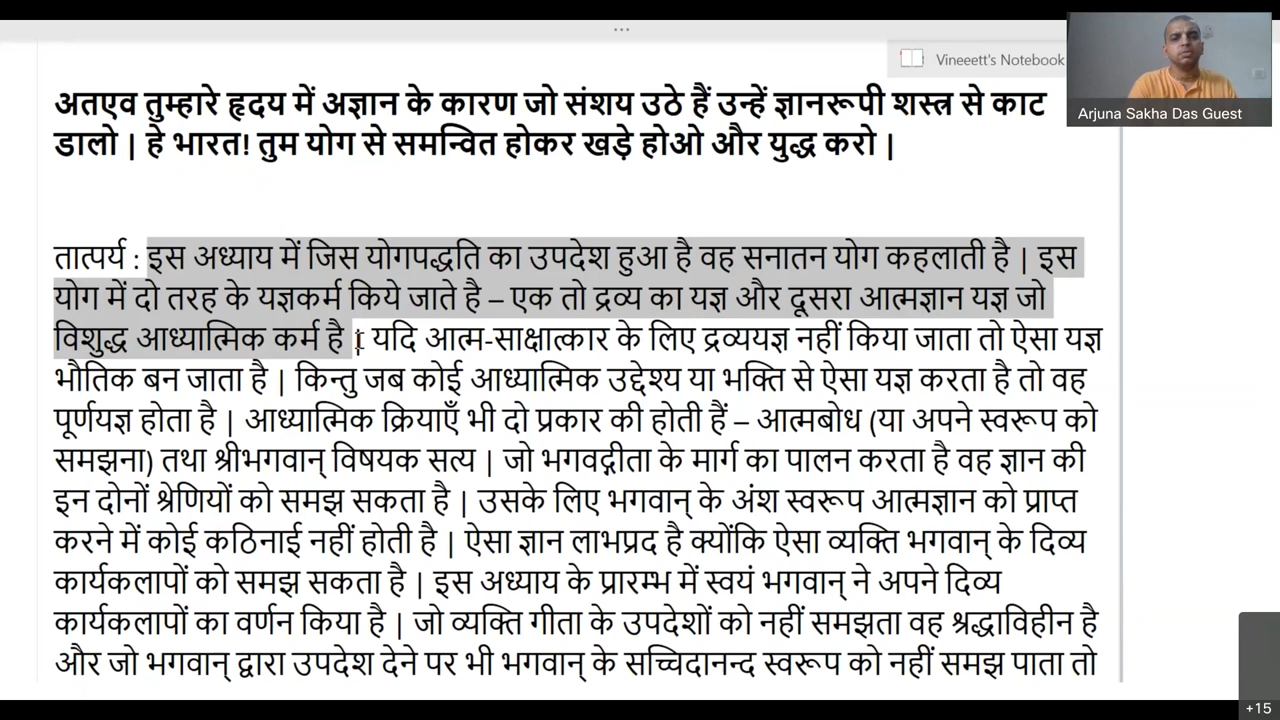 ...
Vineeett's Notebook
Arjuna Sakha Das Guest
अतएव तुम्हारे हृदय में अज्ञान के कारण जो संशय उठे हैं उन्हें ज्ञानरूपी शस्त्र से काट
डालो | हे भारत! तुम योग से समन्वित होकर खड़े होओ और युद्ध करो |
तात्पर्य : इस अध्याय में जिस योगपद्धति का उपदेश हुआ है वह सनातन योग कहलाती है | इस
योग में दो तरह के यज्ञकर्म किये जाते है – एक तो द्रव्य का यज्ञ और दूसरा आत्मज्ञान यज्ञ जो
विशुद्ध आध्यात्मिक कर्म है | यदि आत्म-साक्षात्कार के लिए द्रव्ययज्ञ नहीं किया जाता तो ऐसा यज्ञ
भौतिक बन जाता है | किन्तु जब कोई आध्यात्मिक उद्देश्य या भक्ति से ऐसा यज्ञ करता है तो वह
पूर्णयज्ञ होता है | आध्यात्मिक क्रियाएँ भी दो प्रकार की होती हैं – आत्मबोध (या अपने स्वरूप को
समझना) तथा श्रीभगवान् विषयक सत्य | जो भगवद्गीता के मार्ग का पालन करता है वह ज्ञान की
इन दोनों श्रेणियों को समझ सकता है | उसके लिए भगवान् के अंश स्वरूप आत्मज्ञान को प्राप्त
करने में कोई कठिनाई नहीं होती है | ऐसा ज्ञान लाभप्रद है क्योंकि ऐसा व्यक्ति भगवान् के दिव्य
कार्यकलापों को समझ सकता है | इस अध्याय के प्रारम्भ में स्वयं भगवान् ने अपने दिव्य
कार्यकलापों का वर्णन किया है | जो व्यक्ति गीता के उपदेशों को नहीं समझता वह श्रद्धाविहीन है
और जो भगवान् द्वारा उपदेश देने पर भी भगवान् के सच्चिदानन्द स्वरूप को नहीं समझ पाता तो
+15